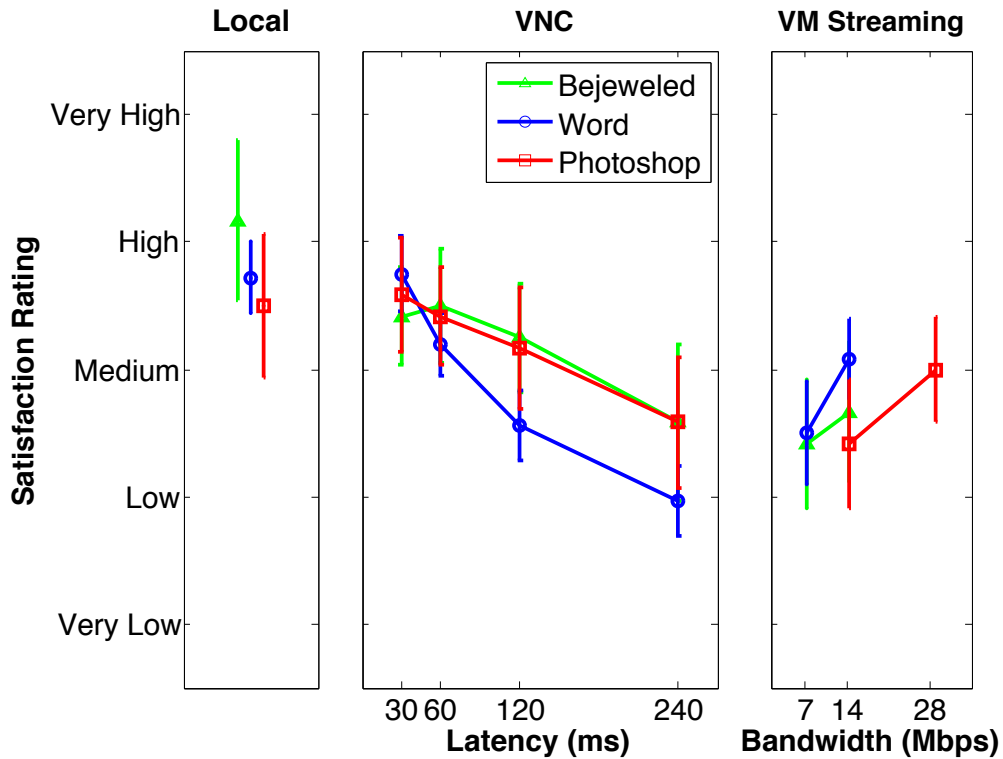 Local
VNC
VM Streaming
Bejeweled
Word
Photoshop
Satisfaction Rating
Very High
High
Medium
Low
Very Low
30 60 120 240
7 14 28
Latency (ms)
Bandwidth (Mbps)